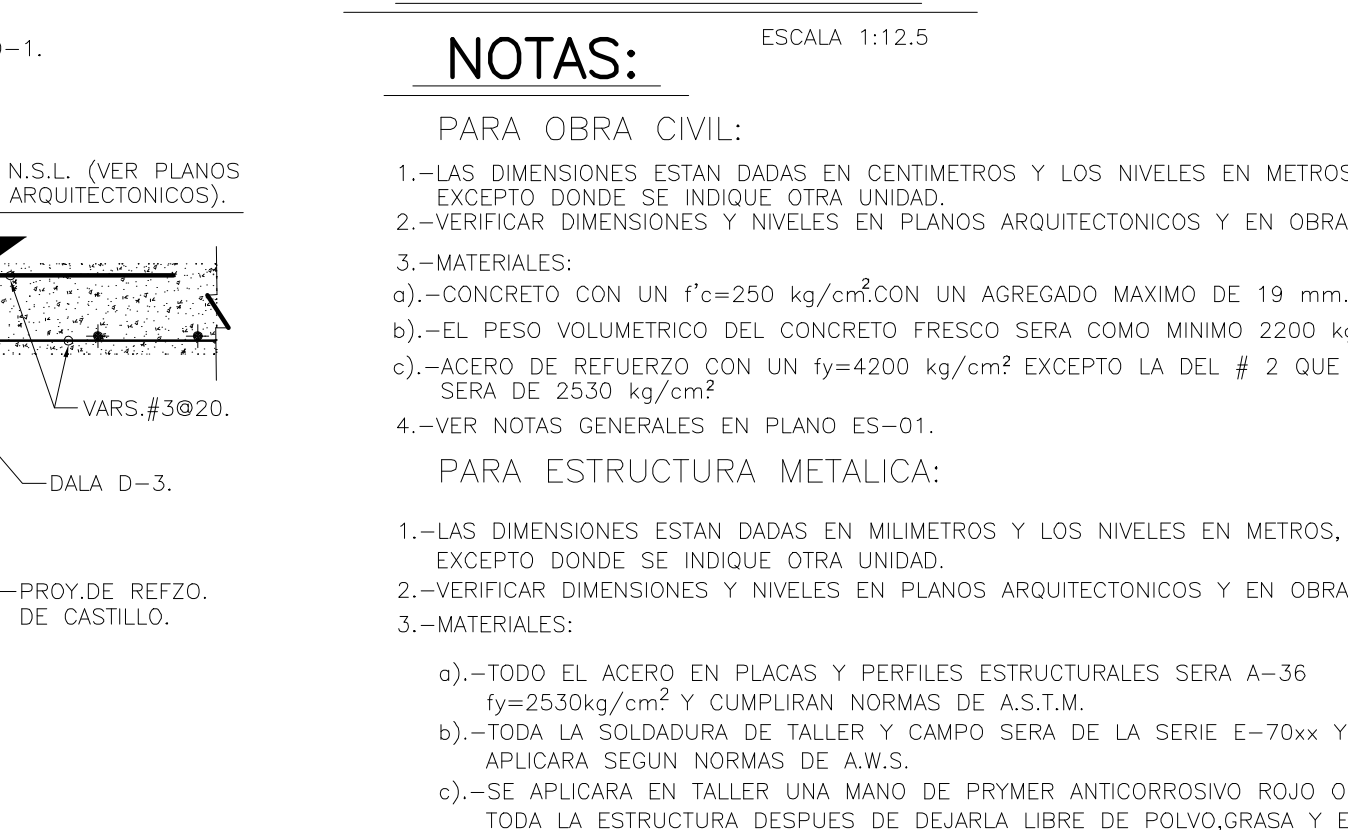 ESCALA 1:12.5
NOTAS:
PARA OBRA CIVIL:
1.-LAS DIMENSIONES ESTAN DADAS EN CENTIMETROS Y LOS NIVELES EN METROS
EXCEPTO DONDE SE INDIQUE OTRA UNIDAD.
2.-VERIFICAR DIMENSIONES Y NIVELES EN PLANOS ARQUITECTONICOS Y EN OBRA
3.-MATERIALES:
a).-CONCRETO CON UN f'c=250 kg/cm².CON UN AGREGADO MAXIMO DE 19 mm.
b).-EL PESO VOLUMETRICO DEL CONCRETO FRESCO SERA COMO MINIMO 2200
c).-ACERO DE REFUERZO CON UN fy=4200 kg/cm². EXCEPTO LA DEL # 2 QUE
SERA DE 2530 kg/cm².
4.-VER NOTAS GENERALES EN PLANO ES-01.
PARA ESTRUCTURA METALICA:
1.-LAS DIMENSIONES ESTAN DADAS EN MILIMETROS Y LOS NIVELES EN METROS,
EXCEPTO DONDE SE INDIQUE OTRA UNIDAD.
2.-VERIFICAR DIMENSIONES Y NIVELES EN PLANOS ARQUITECTONICOS Y EN OBRA
3.-MATERIALES:
a).-TODO EL ACERO EN PLACAS Y PERFILES ESTRUCTURALES SERA A-36
fy=2530kg/cm². Y CUMPLIRAN NORMAS DE A.S.T.M.
b).-TODA LA SOLDADURA DE TALLER Y CAMPO SERA DE LA SERIE E-70xx Y
APLICARA SEGUN NORMAS DE A.W.S.
c).-SE APLICARA EN TALLER UNA MANO DE PRYMER ANTICORROSIVO ROJO O
TODA LA ESTRUCTURA DESPUES DE DEJARLA LIBRE DE POLVO,GRASA Y
-1.
N.S.L. (VER PLANOS
ARQUITECTONICOS).
VARS.#3@20.
DALA D-3.
PROY.DE REFZO.
DE CASTILLO.